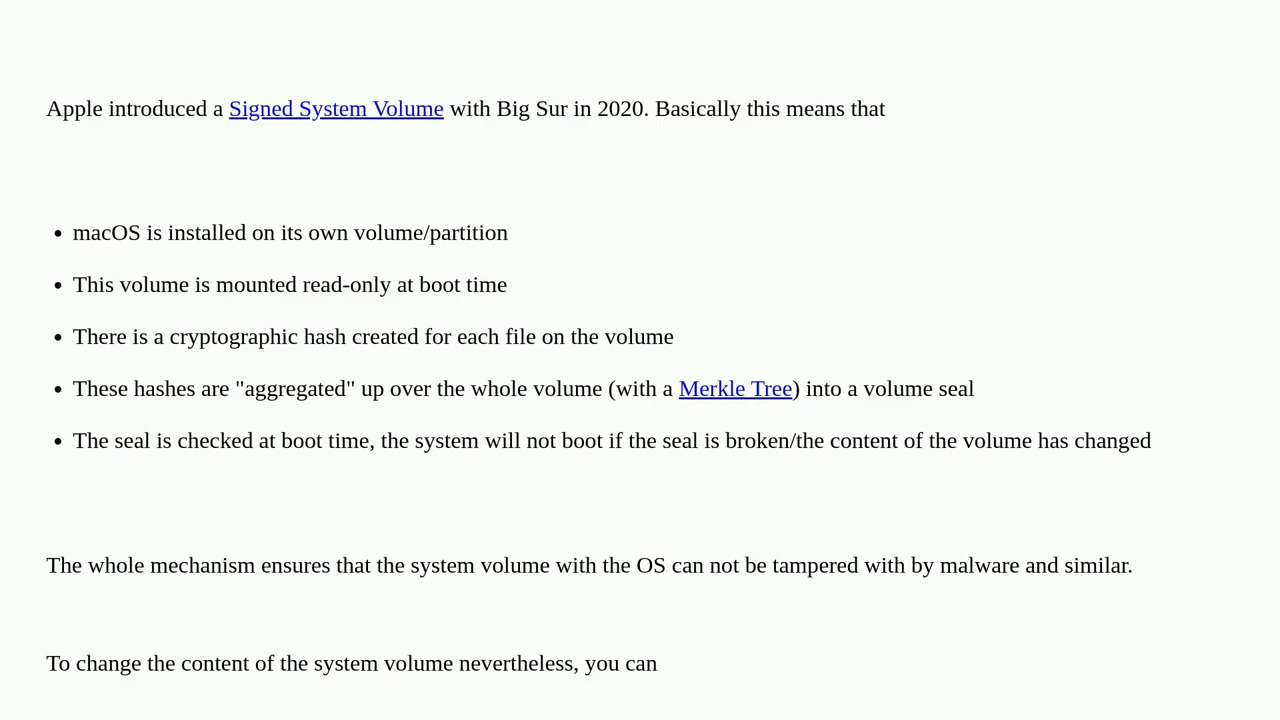 Apple introduced a Signed System Volume with Big Sur in 2020. Basically this means that
• macOS is installed on its own volume/partition
• This volume is mounted read-only at boot time
• There is a cryptographic hash created for each file on the volume
• These hashes are "aggregated" up over the whole volume (with a Merkle Tree) into a volume seal
• The seal is checked at boot time, the system will not boot if the seal is broken/the content of the volume has changed
The whole mechanism ensures that the system volume with the OS can not be tampered with by malware and similar.
To change the content of the system volume nevertheless, you can